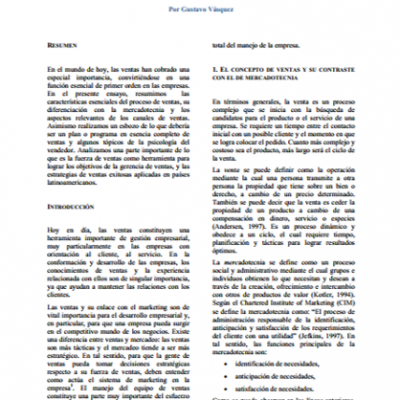 Por Gustavo Vásquez
RESUMEN
En el mundo de hoy, las ventas han cobrado una
especial importancia, convirtiéndose en una
función esencial de primer orden en las empresas.
En el presente ensayo, resumimos las
características esenciales del proceso de ventas, su
diferenciación con la mercadotecnia y los
aspectos relevantes de los canales de ventas.
Asimismo realizamos un esbozo de lo que debería
ser un plan o programa en esencia completo de
ventas y algunos tópicos de la psicología del
vendedor. Analizamos una parte importante de lo
que es la fuerza de ventas como herramienta para
lograr los objetivos de la gerencia de ventas, y las
estrategias de ventas exitosas aplicadas en países
latinoamericanos.
INTRODUCCIÓN
Hoy en día, las ventas constituyen una
herramienta importante de gestión empresarial,
muy particularmente en las empresas con
orientación al cliente, al servicio. En la
conformación y desarrollo de las empresas, los
conocimientos de ventas y la experiencia
relacionada con ellos son de singular importancia,
ya que ayudan a mantener las relaciones con los
clientes.
Las ventas y su enlace con el marketing son de
vital importancia para el desarrollo empresarial y,
en particular, para que una empresa pueda surgir
en el competitivo mundo de los negocios. Existe
una diferencia entre ventas y mercadeo: las ventas
son más tácticas y el mercadeo tiende a ser más
estratégico. En tal sentido, para que la gente de
ventas pueda tomar decisiones estratégicas
respecto a su fuerza de ventas, deben entender
como actúa el sistema de marketing en la
empresa¹. El manejo del equipo de ventas
constituye una parte muy importante del esfuerzo
total del manejo de la empresa.
1. EL CONCEPTO DE VENTAS Y SU CONTRASTE
CON EL DE MERCADOTECNIA
En términos generales, la venta es un proceso
complejo que se inicia con la búsqueda de
candidatos para el producto o el servicio de una
empresa. Se requiere un tiempo entre el contacto
inicial con un posible cliente y el momento en que
se logra colocar el pedido. Cuanto más complejo y
costoso sea el producto, más largo será el ciclo de
la venta.
La venta se puede definir como la operación
mediante la cual una persona transmite a otra
persona la propiedad que tiene sobre un bien o
derecho, a cambio de un precio determinado.
También se puede decir que la venta es ceder la
propiedad de un producto a cambio de una
compensación en dinero, servicio o especies
(Andersen, 1997). Es un proceso dinámico y
obedece a un ciclo, el cual requiere tiempo,
planificación y tácticas para lograr resultados
óptimos.
La mercadotecnia se define como un proceso
social y administrativo mediante el cual grupos e
individuos obtienen lo que necesitan y desean a
través de la creación, ofrecimiento e intercambio
con otros de productos de valor (Kotler, 1994).
Según el Chartered Institute of Marketing (CIM)
se define la mercadotecnia como: "El proceso de
administración responsable de la identificación,
anticipación y satisfacción de los requerimientos
del cliente con una utilidad" (Jefkins, 1997). En
tal sentido, las funciones principales de la
mercadotecnia son:
• identificación de necesidades,
• anticipación de necesidades,
• satisfacción de necesidades.